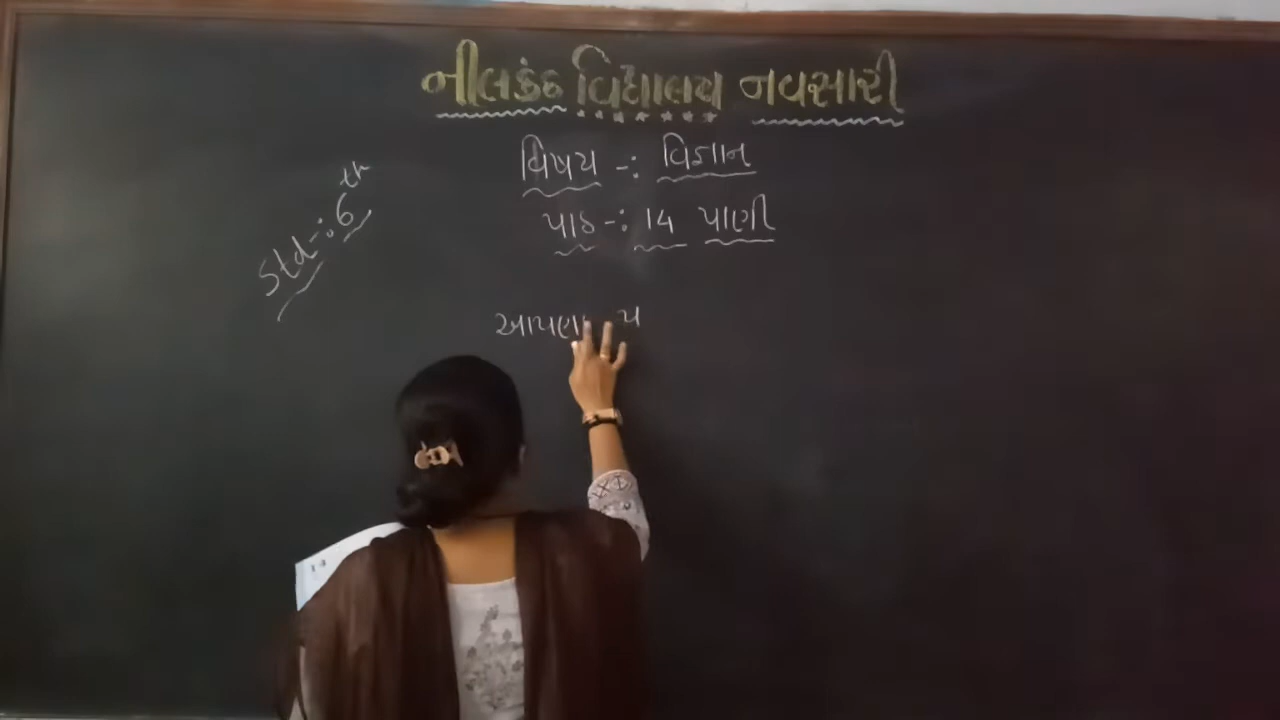 નીલકંઠ વિદ્યાલય નવસારી
વિષય -: વિજ્ઞાન
પાઠ -: 14 પાણી
Std -: 6th